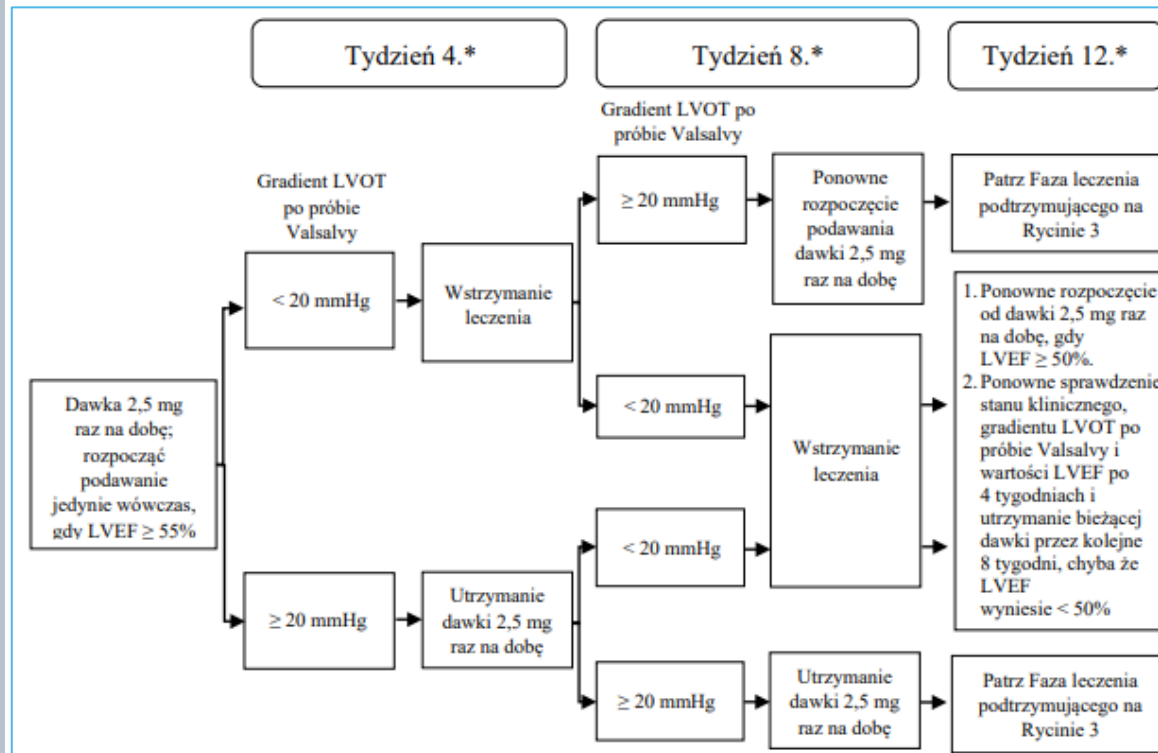 Tydzień 4.*
Tydzień 8.*
Tydzień 12.*
Dawka 2,5 mg
raz na dobę;
rozpocząć
podawanie
jedynie wówczas,
gdy LVEF ≥ 55%
Gradient LVOT
po próbie
Valsalvy
< 20 mmHg
Wstrzymanie
leczenia
≥ 20 mmHg
Utrzymanie
dawki 2,5 mg
raz na dobę
Gradient LVOT po
próbie Valsalvy
≥ 20 mmHg
Ponowne
rozpoczęcie
podawania
dawki 2,5 mg
raz na dobę
< 20 mmHg
Wstrzymanie
leczenia
< 20 mmHg
≥ 20 mmHg
Utrzymanie
dawki 2,5 mg
raz na dobę
Patrz Faza leczenia
podtrzymującego na
Rycinie 3
1. Ponowne rozpoczęcie
od dawki 2,5 mg raz
na dobę, gdy
LVEF ≥ 50%.
2. Ponowne sprawdzenie
stanu klinicznego,
gradientu LVOT po
próbie Valsalvy i
wartości LVEF po
4 tygodniach i
utrzymanie bieżącej
dawki przez kolejne
8 tygodni, chyba że
LVEF
wyniesie < 50%
Patrz Faza leczenia
podtrzymującego na
Rycinie 3